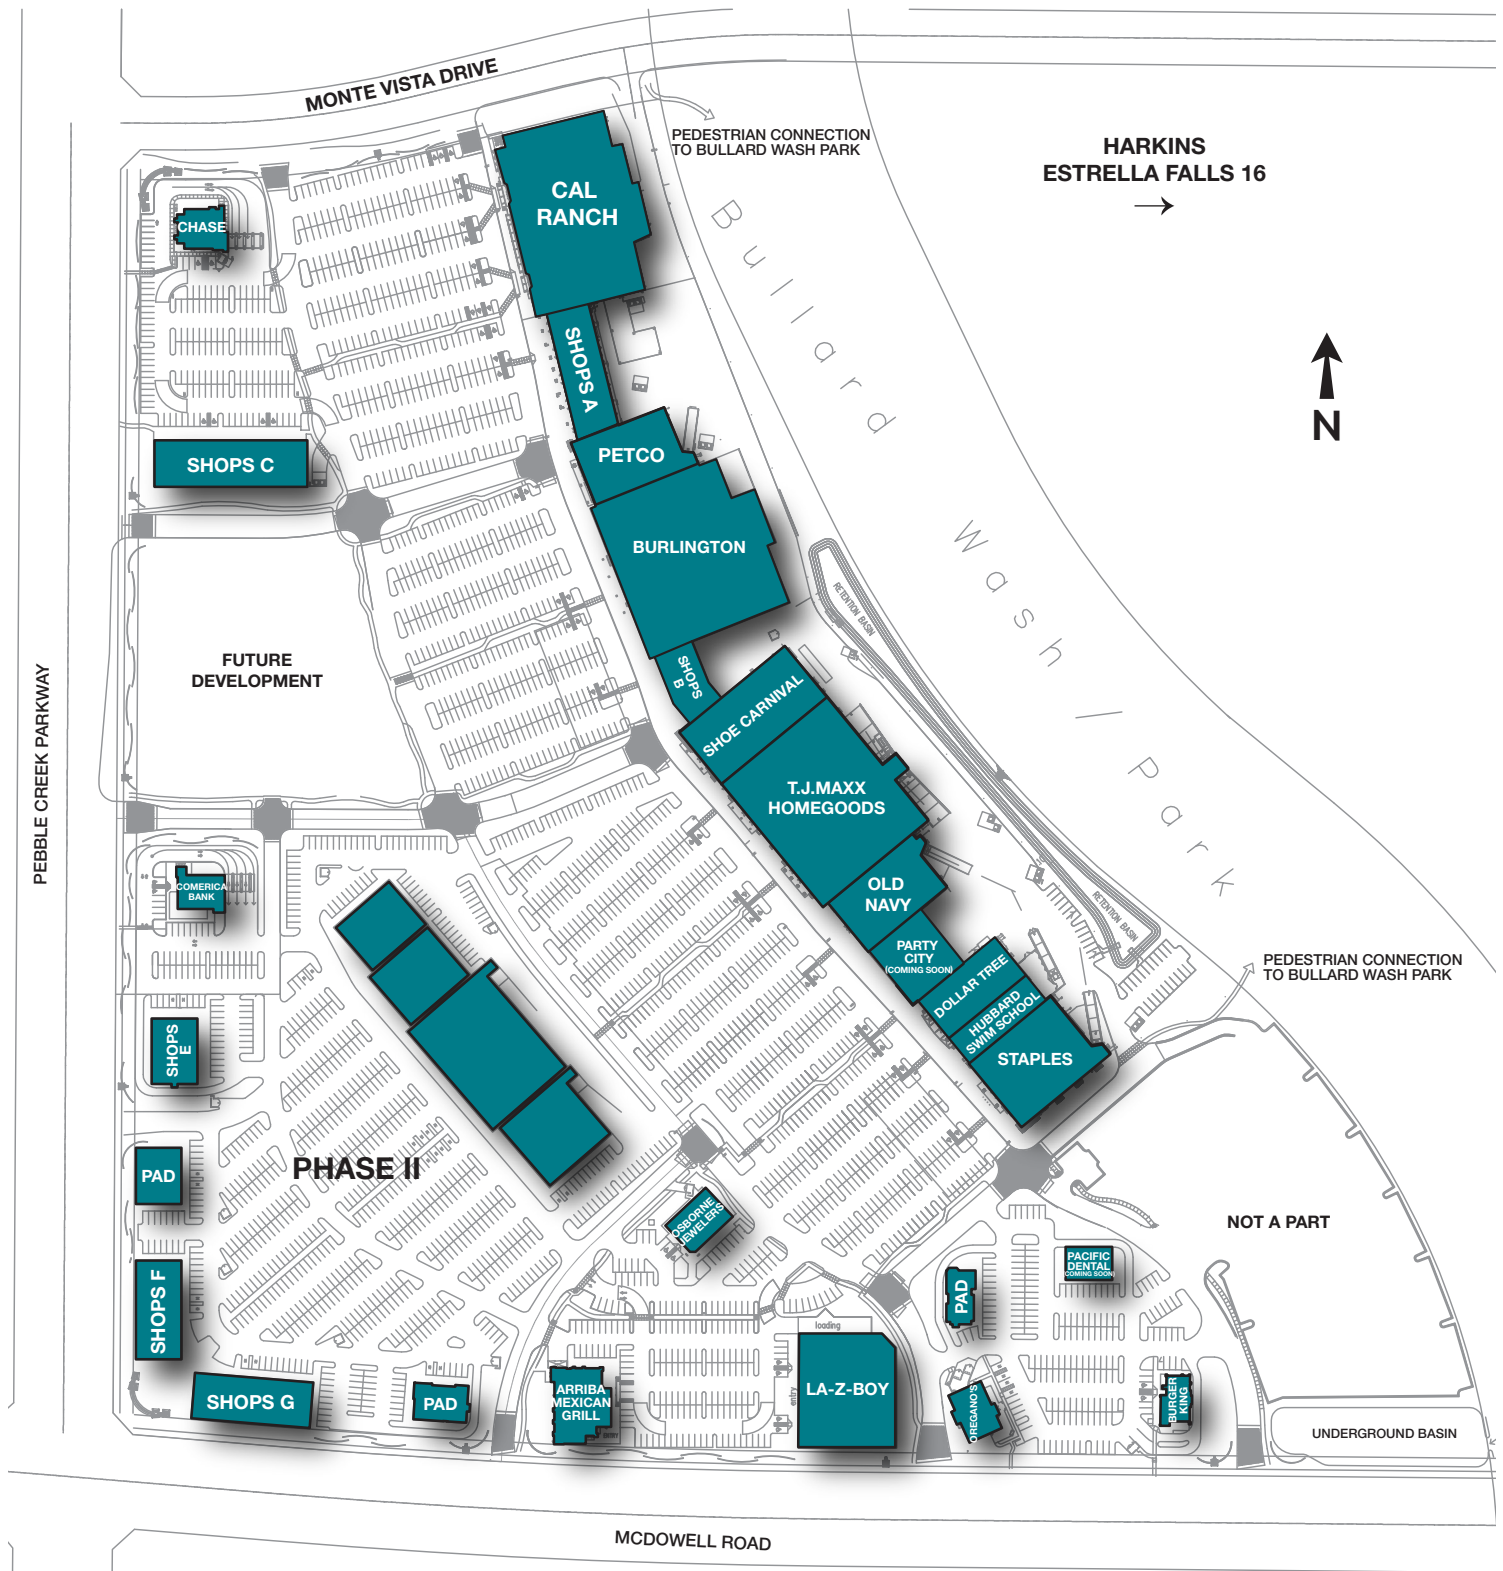 MONTE VISTA DRIVE
PEDESTRIAN CONNECTION
TO BULLARD WASH PARK
HARKINS
ESTRELLA FALLS 16
CAL
RANCH
CHASE
Bullard
SHOPS A
N
PETCO
SHOPS C
BURLINGTON
Wash / Park
RETENTION BASIN
FUTURE
DEVELOPMENT
SHOPS
B
SHOE CARNIVAL
PEBBLE CREEK PARKWAY
T.J.MAXX
HOMEGOODS
COMERICA
BANK
OLD
NAVY
RETENTION BASIN
PARTY
CITY
(COMING SOON)
DOLLAR TREE
PEDESTRIAN CONNECTION
TO BULLARD WASH PARK
HUBBARD
SWIM SCHOOL
SHOPS
E
STAPLES
PAD
PHASE II
OSBORNE
JEWELERS
NOT A PART
PACIFIC
DENTAL
(COMING SOON)
SHOPS F
PAD
loading
SHOPS G
PAD
ARRIBA
MEXICAN
GRILL
ENTRY
entry
LA-Z-BOY
OREGANO'S
BURGER
KING
UNDERGROUND BASIN
MCDOWELL ROAD